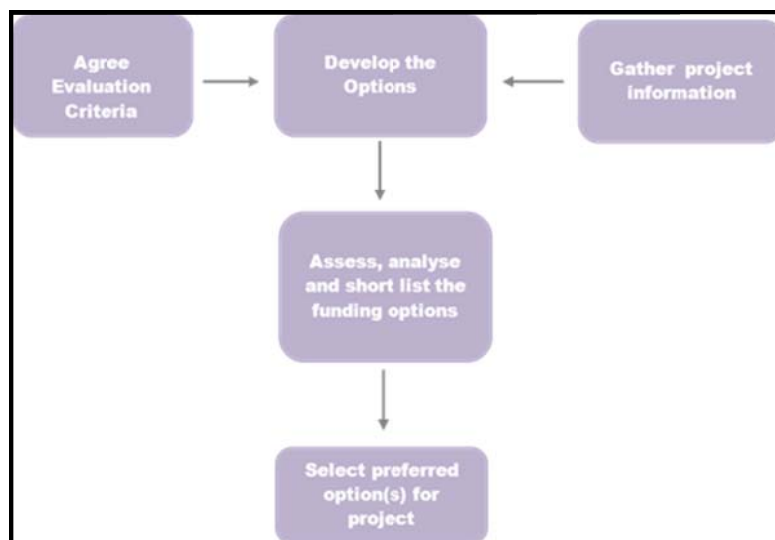 Agree
Evaluation
Criteria
Develop the
Options
Gather project
information
Assess, analyse
and short list the
funding options
Select preferred
option(s) for
project